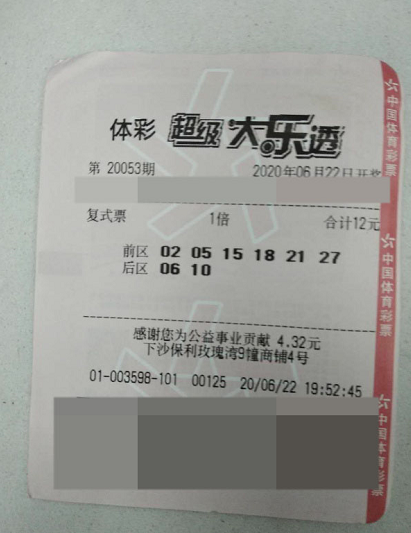 体彩 超级大乐透
第 20053期 2020年06月22日开奖
复式票 1倍 合计12元
前区 02 05 15 18 21 27
后区 06 10
感谢您为公益事业贡献 4.32元
下沙保利玫瑰湾9幢商铺4号
01-003598-101 00125 20/06/22 19:52:45
中国体育彩票
中国体育彩票
中国体育彩票